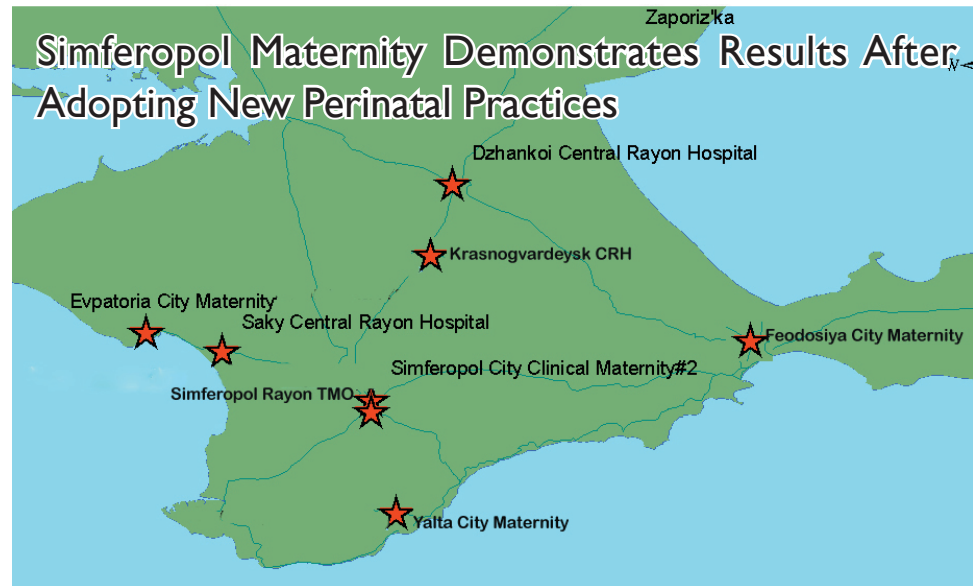 Zaporiz'ka
Simferopol Maternity Demonstrates Results After
N
Adopting New Perinatal Practices
Dzhankoi Central Rayon Hospital
Krasnogvardeysk CRH
Evpatoria City Maternity
Saky Central Rayon Hospital
Feodosiya City Maternity
Simferopol City Clinical Maternity#2
Simferopol Rayon TMO
Yalta City Maternity